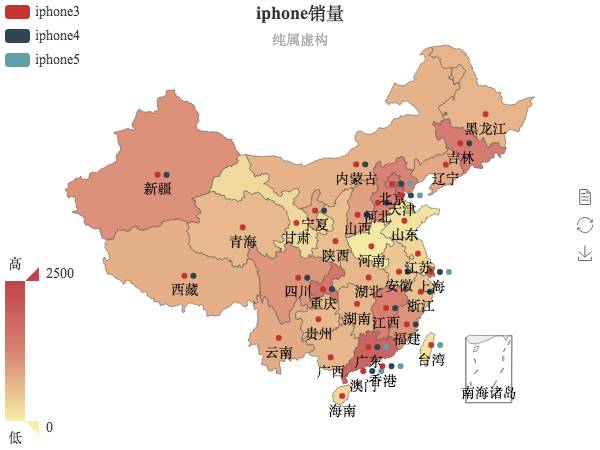 iphone销量
纯属虚构
iphone3
iphone4
iphone5
黑龙江
吉林
辽宁
内蒙古
新疆
北京
天津
河北
山西
宁夏
甘肃
青海
山东
陕西
河南
江苏
安徽
上海
西藏
四川
重庆
湖北
浙江
湖南
江西
贵州
福建
云南
广西
广东
台湾
澳门
香港
海南
南海诸岛
高
2500
0
低